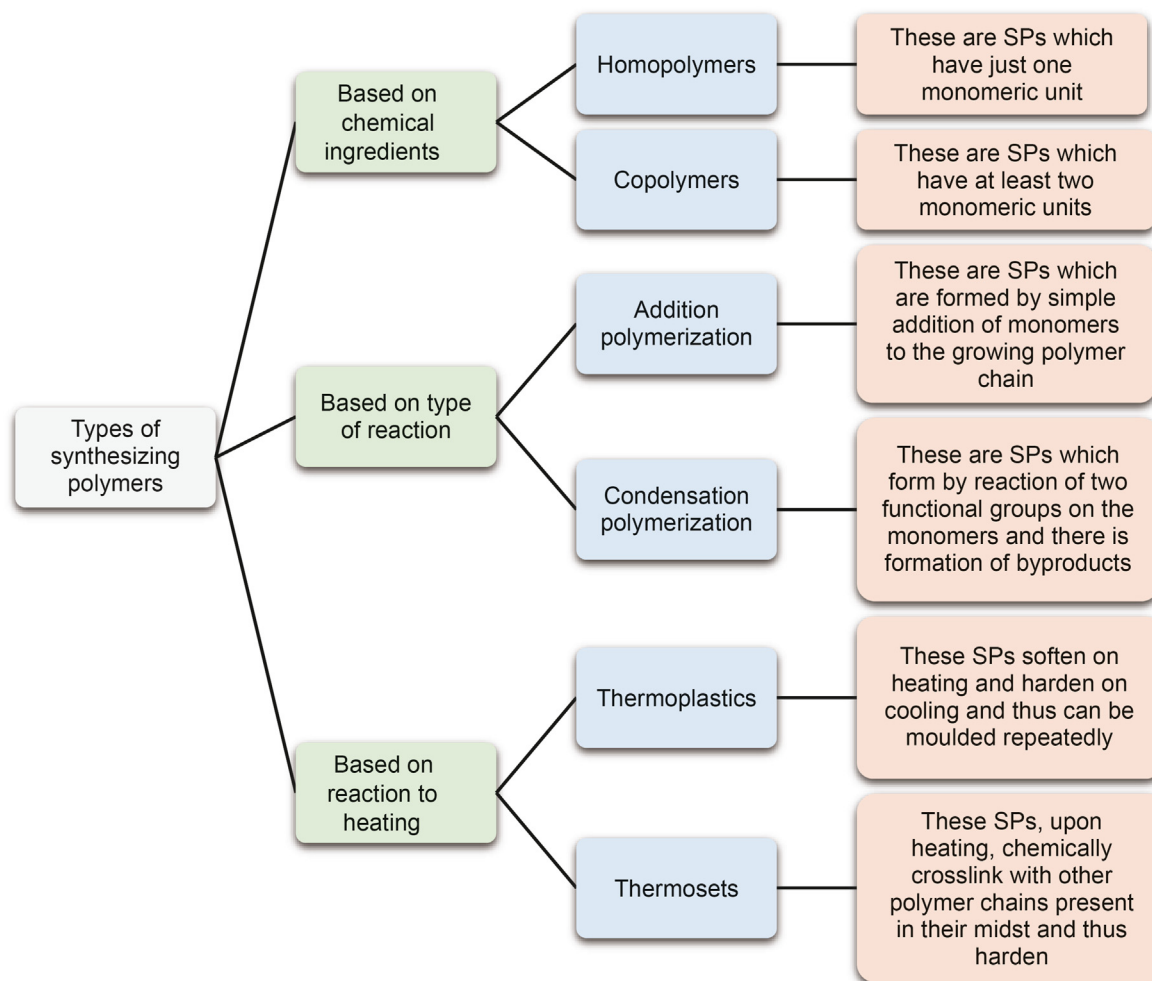 Types of
synthesizing
polymers
Based on
chemical
ingredients
Homopolymers
These are SPs which
have just one
monomeric unit
Copolymers
These are SPs which
have at least two
monomeric units
Based on type
of reaction
Addition
polymerization
These are SPs which
are formed by simple
addition of monomers
to the growing polymer
chain
Condensation
polymerization
These are SPs which
form by reaction of two
functional groups on the
monomers and there is
formation of byproducts
Based on
reaction to
heating
Thermoplastics
These SPs soften on
heating and harden on
cooling and thus can be
moulded repeatedly
Thermosets
These SPs, upon
heating, chemically
crosslink with other
polymer chains present
in their midst and thus
harden